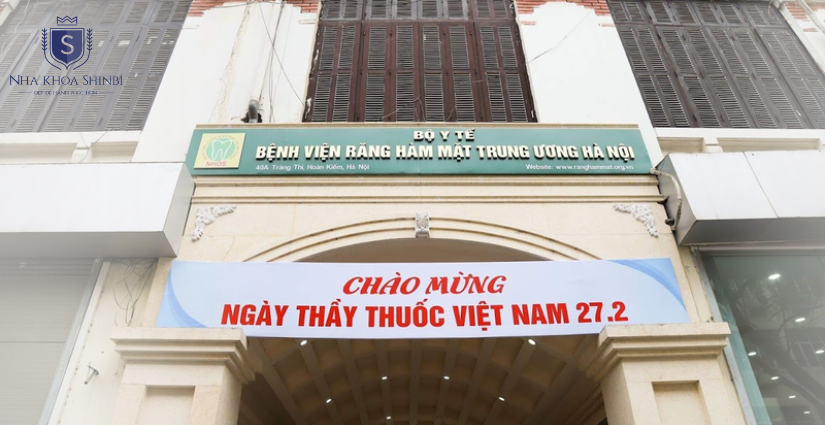 S
NHA KHOA SHINBI
BỘ Y TẾ
BỆNH VIỆN RĂNG HÀM MẶT TRUNG ƯƠNG HÀ NỘI
40A Tràng Thi, Hoàn Kiếm, Hà Nội
Website: www.ranghammat.org.vn
CHÀO MỪNG
NGÀY THẦY THUỐC VIỆT NAM 27.2